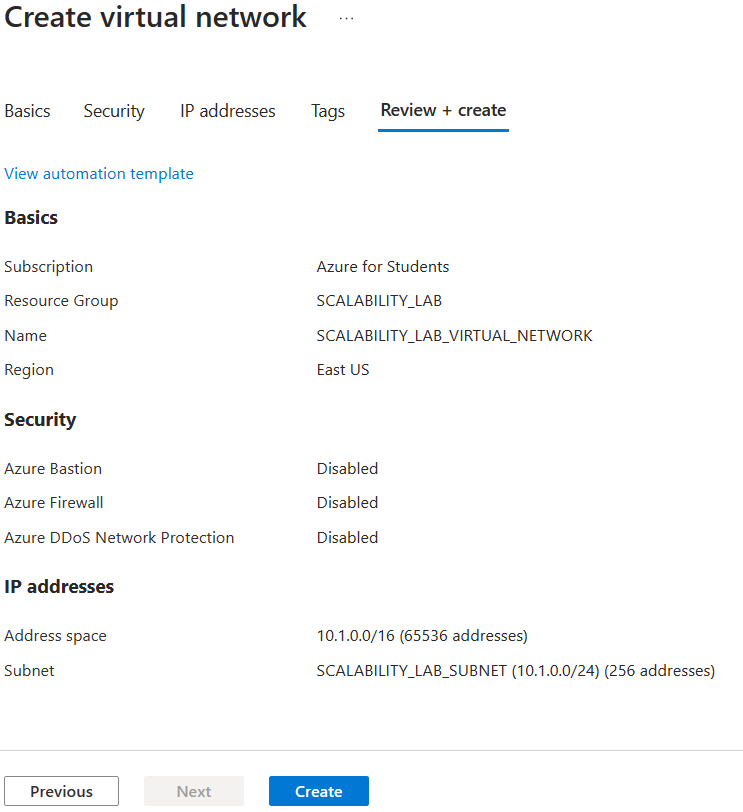 Create virtual network ...
Basics Security IP addresses Tags Review + create
View automation template
Basics
Subscription Azure for Students
Resource Group SCALABILITY_LAB
Name SCALABILITY_LAB_VIRTUAL_NETWORK
Region East US
Security
Azure Bastion Disabled
Azure Firewall Disabled
Azure DDoS Network Protection Disabled
IP addresses
Address space 10.1.0.0/16 (65536 addresses)
Subnet SCALABILITY_LAB_SUBNET (10.1.0.0/24) (256 addresses)
Previous Next Create